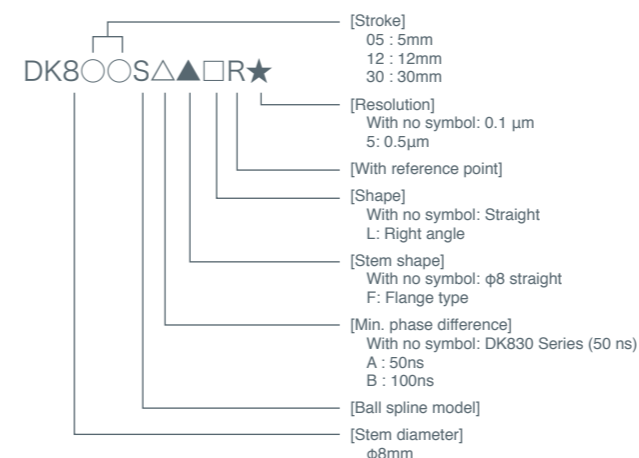 DK8○○S△▲□R★
[Stroke]
05 : 5mm
12 : 12mm
30 : 30mm
[Resolution]
With no symbol: 0.1 μm
5: 0.5μm
[With reference point]
[Shape]
With no symbol: Straight
L: Right angle
[Stem shape]
With no symbol: φ8 straight
F: Flange type
[Min. phase difference]
With no symbol: DK830 Series (50 ns)
A : 50ns
B : 100ns
[Ball spline model]
[Stem diameter]
φ8mm